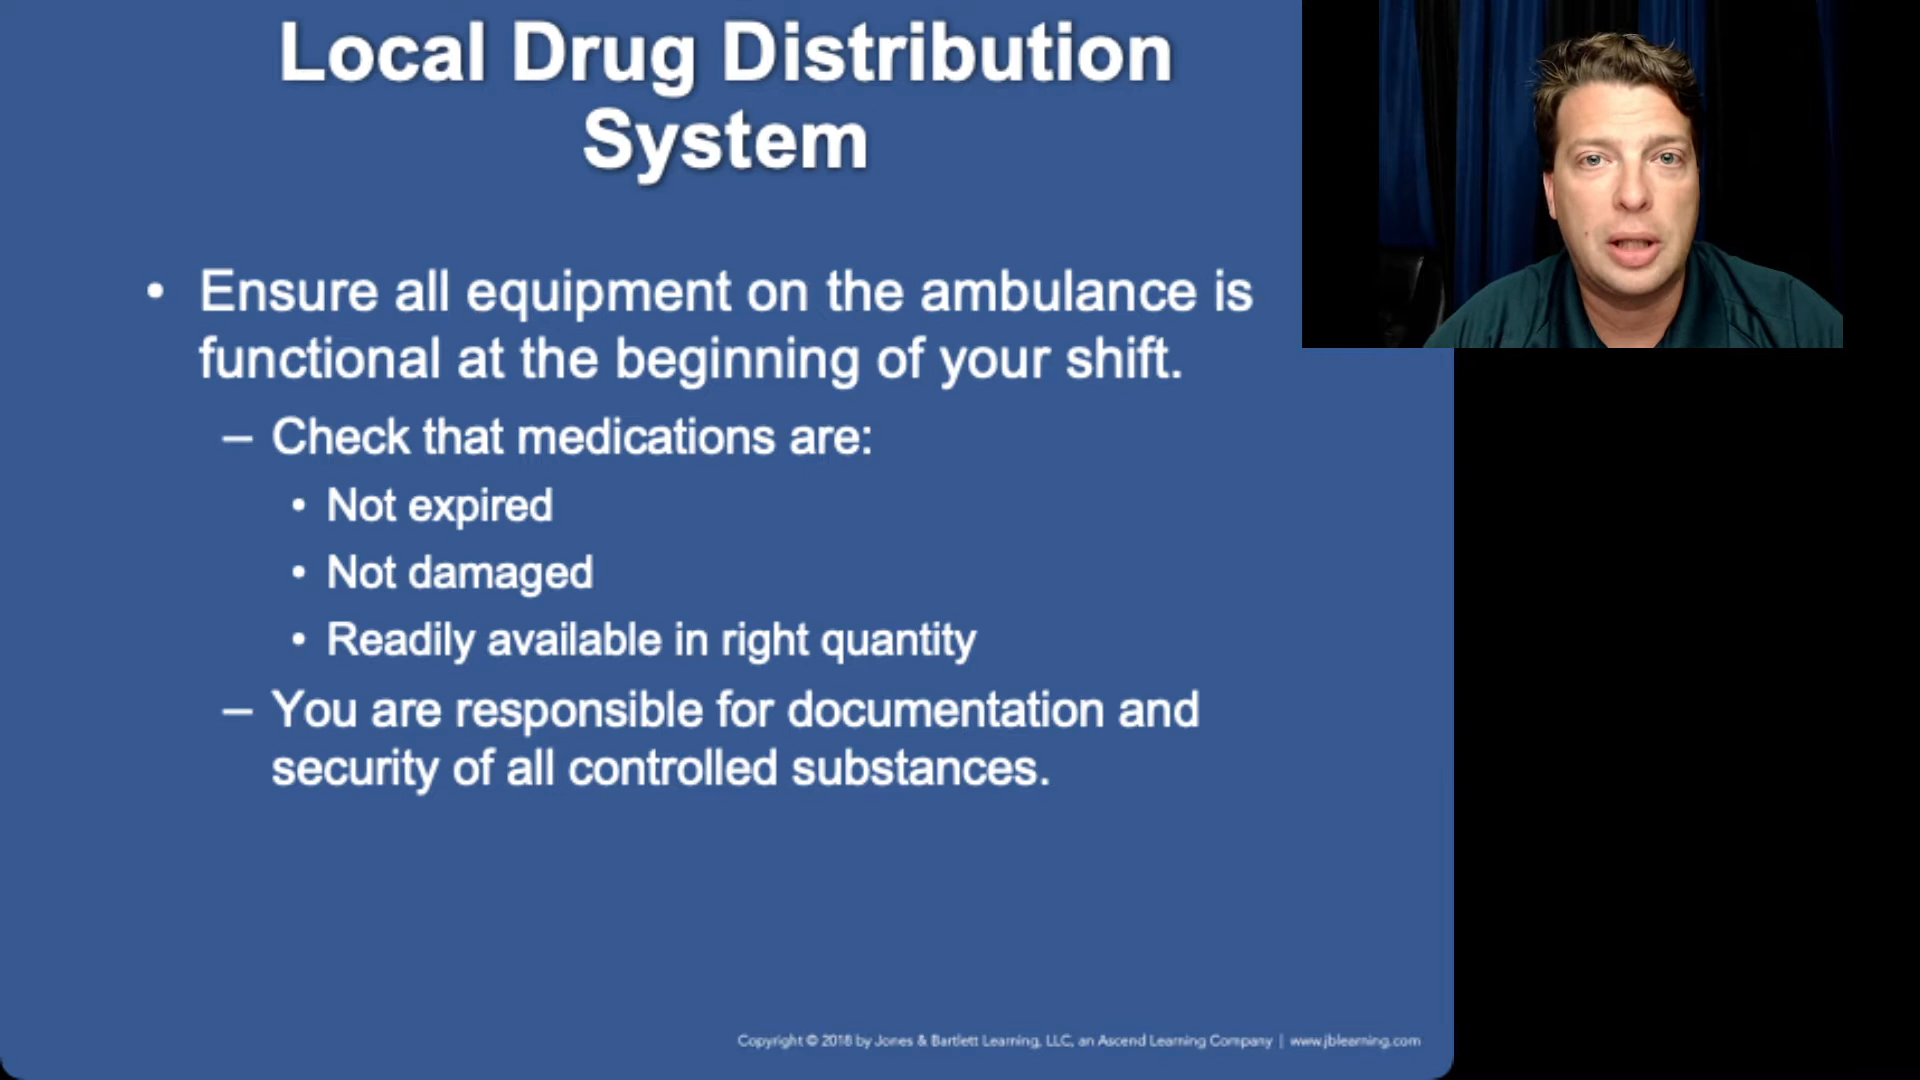 Local Drug Distribution
System
• Ensure all equipment on the ambulance is
functional at the beginning of your shift.
– Check that medications are:
• Not expired
• Not damaged
• Readily available in right quantity
– You are responsible for documentation and
security of all controlled substances.
Copyright © 2018 by Jones & Bartlett Learning, LLC, an Ascend Learning Company | www.jblearning.com